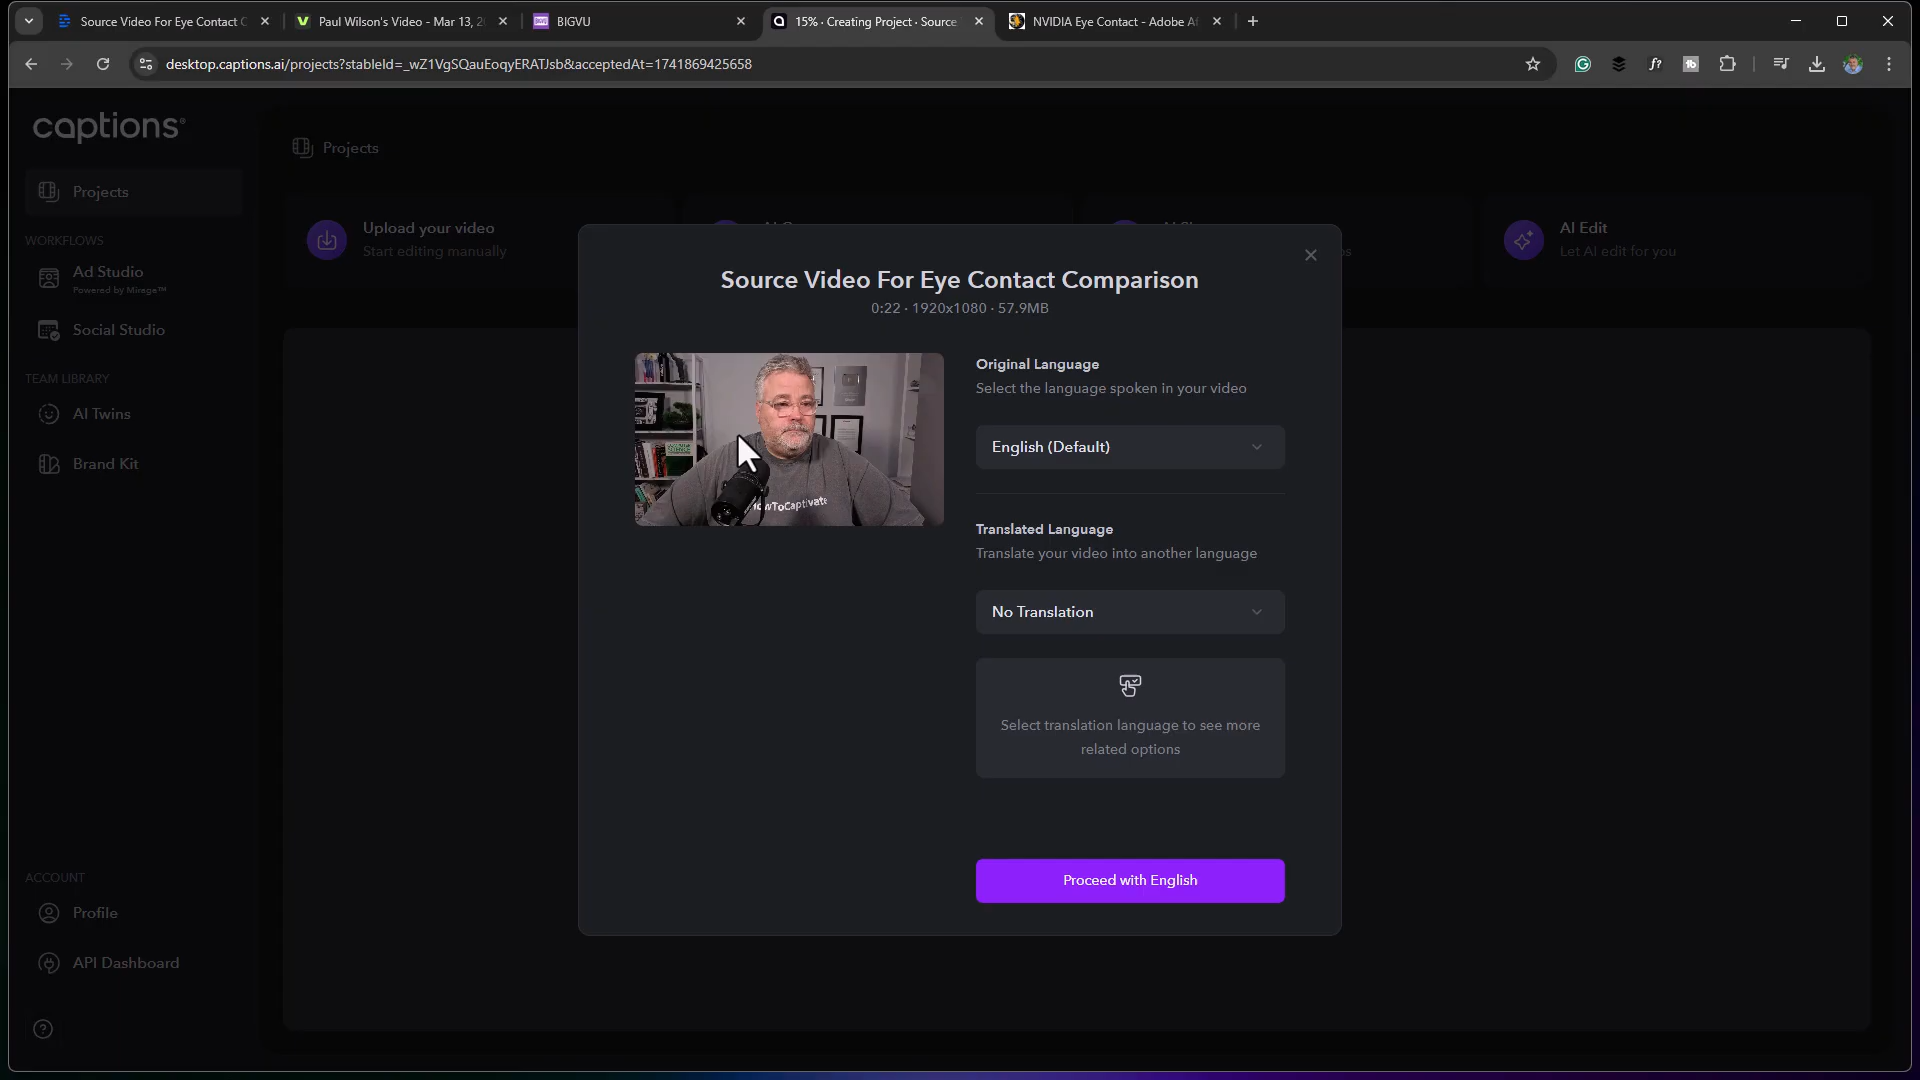 Source Video For Eye Contact C
Paul Wilson's Video - Mar 13, 2
BIGVU
15% · Creating Project · Source
NVIDIA Eye Contact - Adobe Af
desktop.captions.ai/projects?stableId=_wZ1VgSQauEoqyERATJsb&acceptedAt=1741869425658
captions®
Projects
Projects
WORKFLOWS
Ad Studio
Powered by Mirage™
Social Studio
TEAM LIBRARY
AI Twins
Brand Kit
ACCOUNT
Profile
API Dashboard
Upload your video
Start editing manually
AI Edit
Let AI edit for you
Source Video For Eye Contact Comparison
0:22 · 1920x1080 · 57.9MB
owToCaptivate
Original Language
Select the language spoken in your video
English (Default)
Translated Language
Translate your video into another language
No Translation
Select translation language to see more
related options
Proceed with English